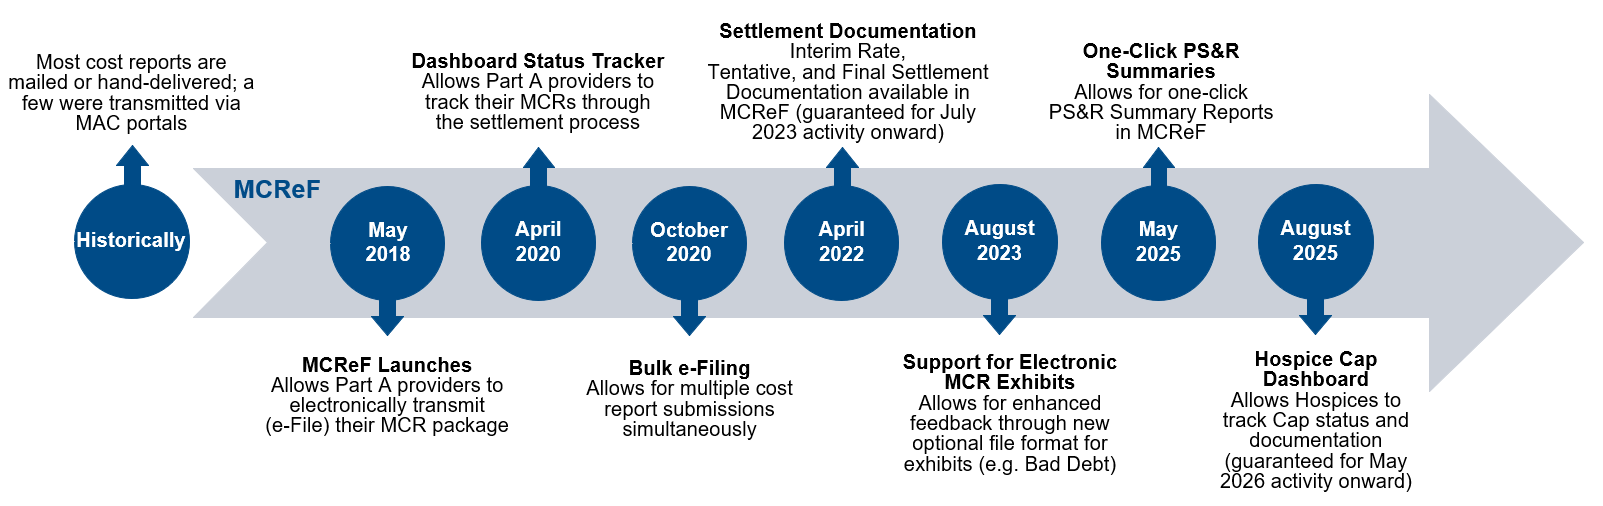 Most cost reports are
mailed or hand-delivered; a
few were transmitted via
MAC portals
Historically
MCReF
May
2018
MCReF Launches
Allows Part A providers to
electronically transmit
(e-File) their MCR package
Dashboard Status Tracker
Allows Part A providers to
track their MCRs through
the settlement process
April
2020
October
2020
Bulk e-Filing
Allows for multiple cost
report submissions
simultaneously
Settlement Documentation
Interim Rate,
Tentative, and Final Settlement
Documentation available in
MCReF (guaranteed for July
2023 activity onward)
April
2022
August
2023
Support for Electronic
MCR Exhibits
Allows for enhanced
feedback through new
optional file format for
exhibits (e.g. Bad Debt)
One-Click PS&R
Summaries
Allows for one-click
PS&R Summary Reports
in MCReF
May
2025
August
2025
Hospice Cap
Dashboard
Allows Hospices to
track Cap status and
documentation
(guaranteed for May
2026 activity onward)